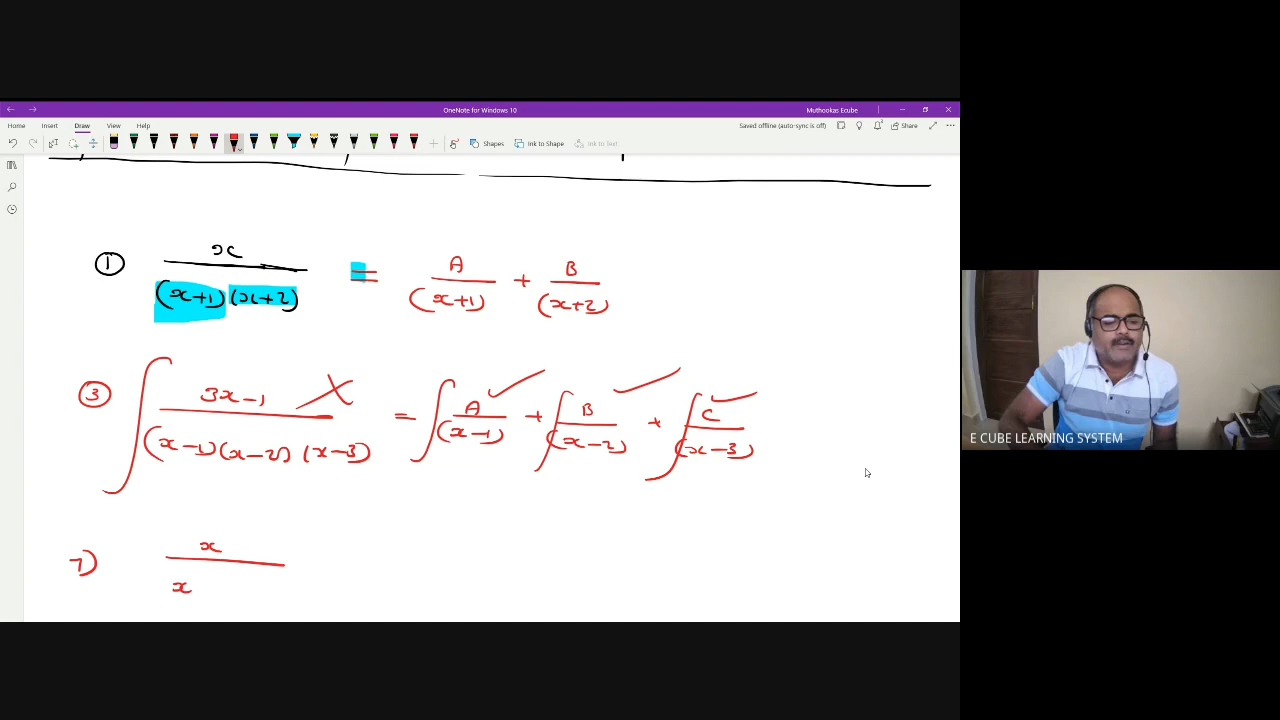 OneNote for Windows 10
Muthookas Ecube
Home Insert Draw View Help
Saved offline (auto-sync is off)
Share
Shapes
Ink to Shape
Ink to Text
① x / (x+1)(x+2) = A/(x+1) + B/(x+2)
③ ∫ 3x-1 / (x-1)(x-2)(x-3) = ∫ A/(x-1) + ∫ B/(x-2) + ∫ C/(x-3)
7) x / x
E CUBE LEARNING SYSTEM